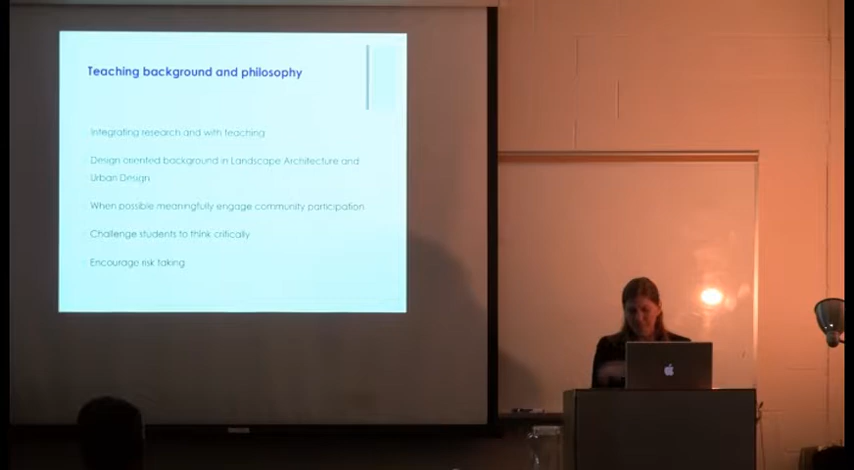 Teaching background and philosophy
Integrating research and with teaching
Design oriented background in Landscape Architecture and
Urban Design
When possible meaningfully engage community participation
Challenge students to think critically
Encourage risk taking